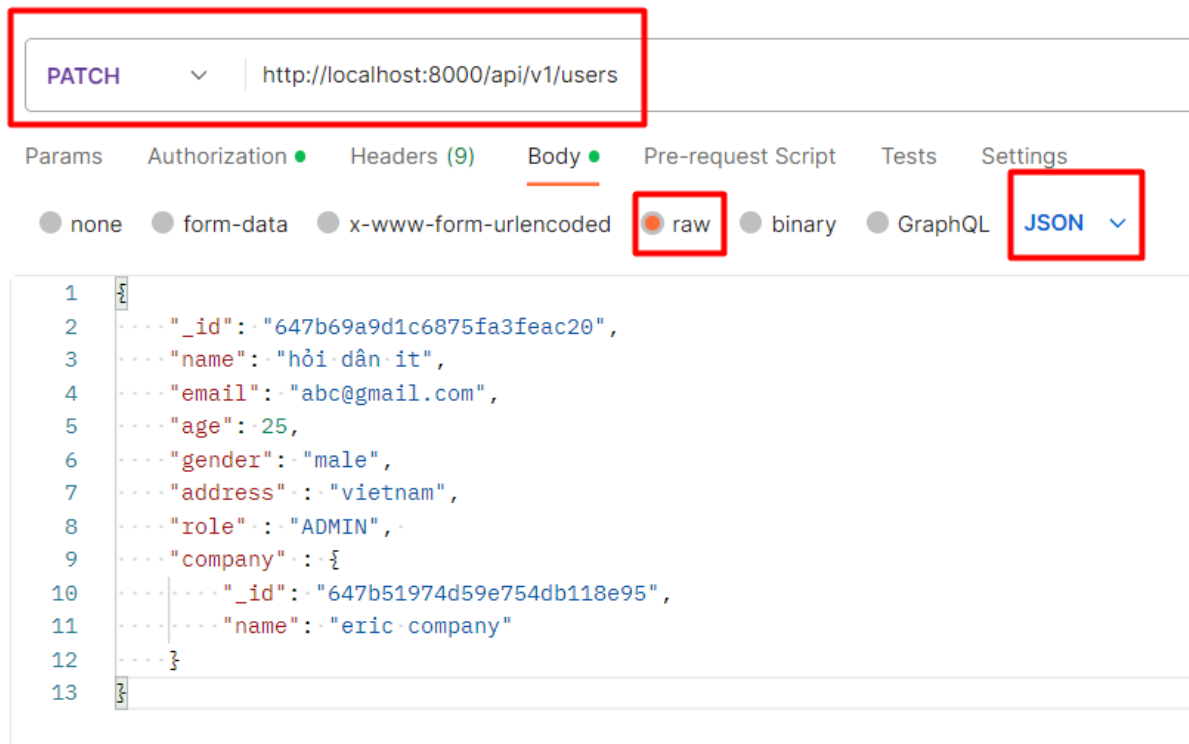 PATCH http://localhost:8000/api/v1/users
Params Authorization Headers (9) Body Pre-request Script Tests Settings
none form-data x-www-form-urlencoded raw binary GraphQL JSON
1 {
2 "_id": "647b69a9d1c6875fa3feac20",
3 "name": "hỏi dân it",
4 "email": "abc@gmail.com",
5 "age": 25,
6 "gender": "male",
7 "address" : "vietnam",
8 "role" : "ADMIN",
9 "company" : {
10 "_id": "647b51974d59e754db118e95",
11 "name": "eric company"
12 }
13 }